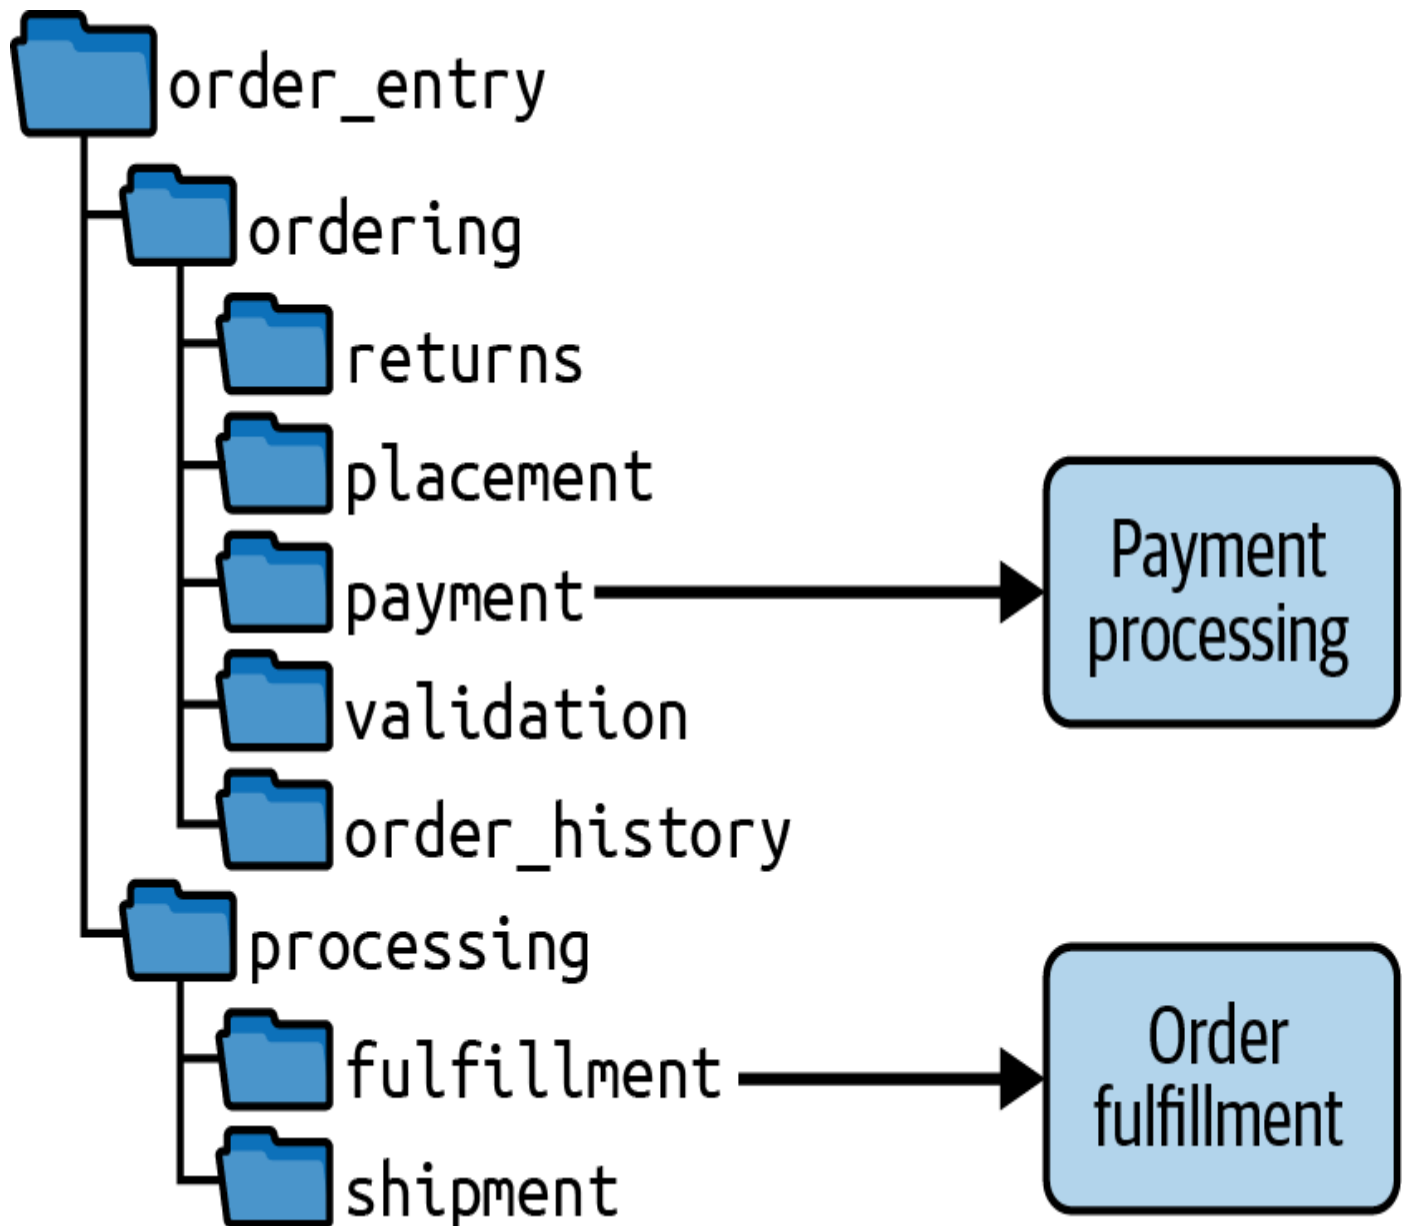 order_entry
ordering
returns
placement
payment
Payment
processing
validation
order_history
processing
fulfillment
Order
fulfillment
shipment